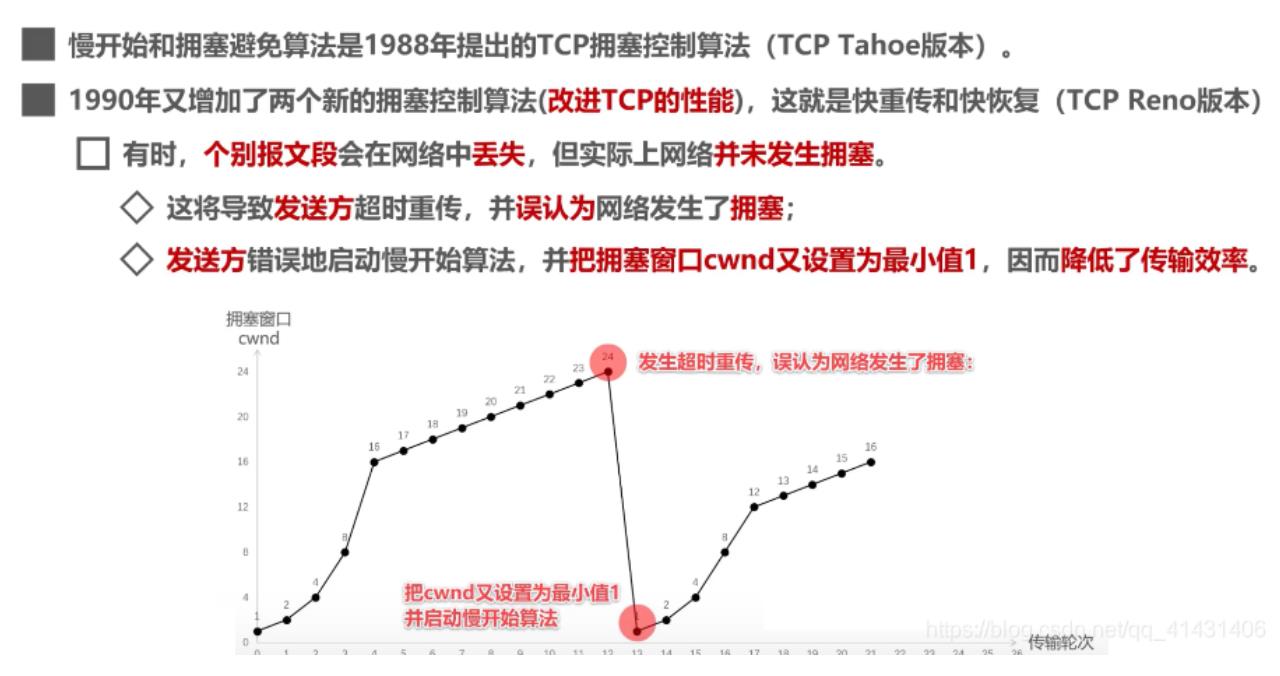 慢开始和拥塞避免算法是1988年提出的TCP拥塞控制算法（TCP Tahoe版本）。
1990年又增加了两个新的拥塞控制算法(改进TCP的性能)，这就是快重传和快恢复（TCP Reno版本）
有时，个别报文段会在网络中丢失，但实际上网络并未发生拥塞。
这将导致发送方超时重传，并误认为网络发生了拥塞；
发送方错误地启动慢开始算法，并把拥塞窗口cwnd又设置为最小值1，因而降低了传输效率。
拥塞窗口
cwnd
24
20
16
12
8
4
0
1
2
4
8
16
17
18
19
20
21
22
23
24
发生超时重传，误认为网络发生了拥塞：
把cwnd又设置为最小值1
并启动慢开始算法
1
2
4
8
12
13
14
15
16
0 1 2 3 4 5 6 7 8 9 10 11 12 13 14 15 16 17 18 19 20 21 22 23 24 25 26
传输轮次
https://blog.csdn.net/qq_41431406